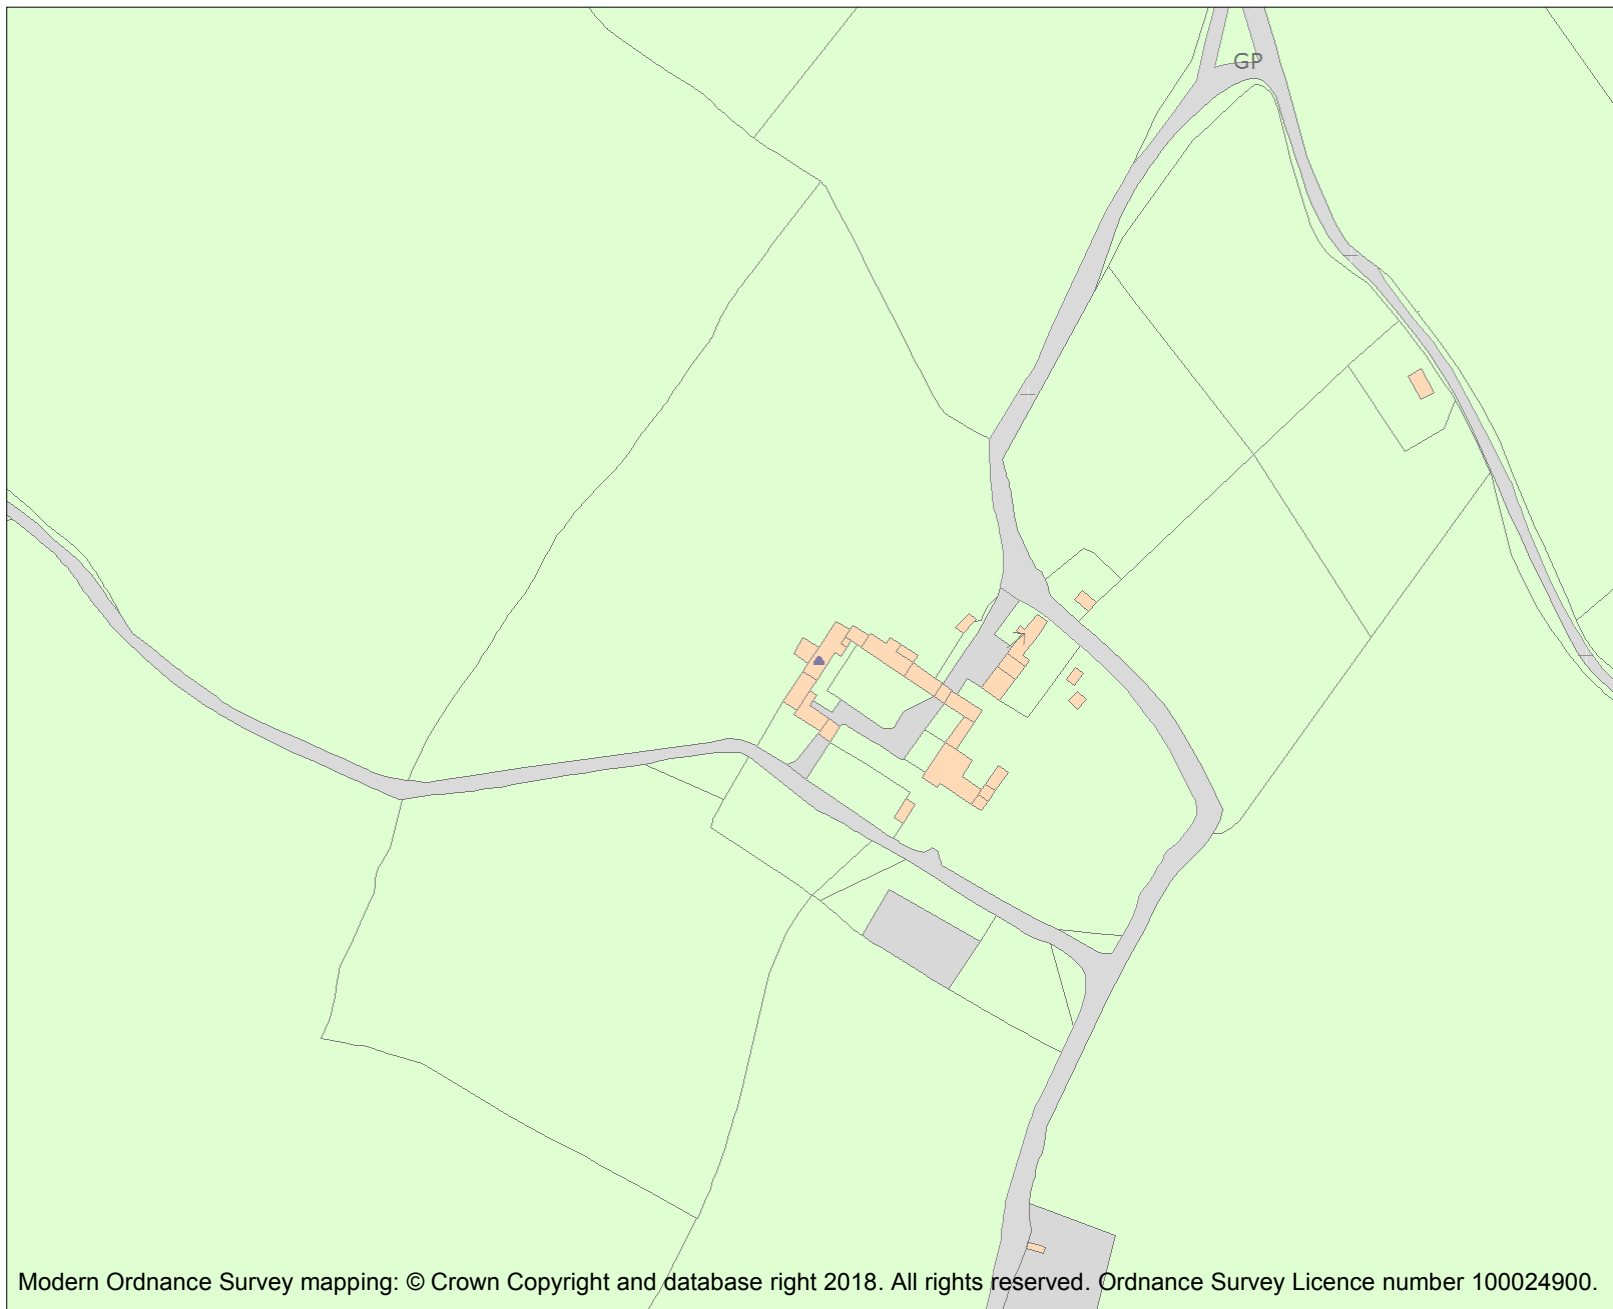 GP
Modern Ordnance Survey mapping: © Crown Copyright and database right 2018. All rights reserved. Ordnance Survey Licence number 100024900.